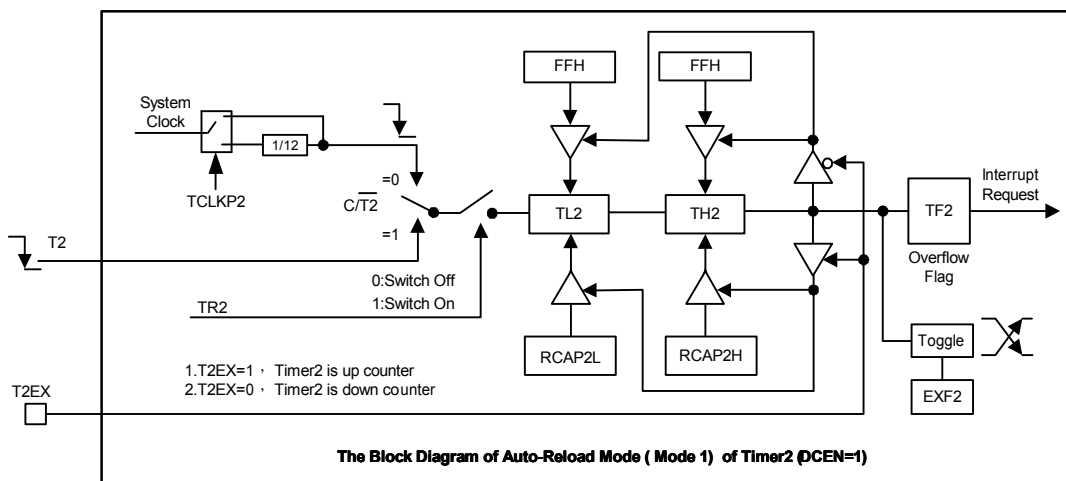 FFH
FFH
System
Clock
1/12
TCLKP2
=0
C/T2
=1
T2
TL2
TH2
TF2
Interrupt
Request
Overflow
Flag
0:Switch Off
1:Switch On
TR2
RCAP2L
RCAP2H
Toggle
EXF2
1.T2EX=1, Timer2 is up counter
2.T2EX=0, Timer2 is down counter
T2EX
The Block Diagram of Auto-Reload Mode ( Mode 1) of Timer2 (DCEN=1)